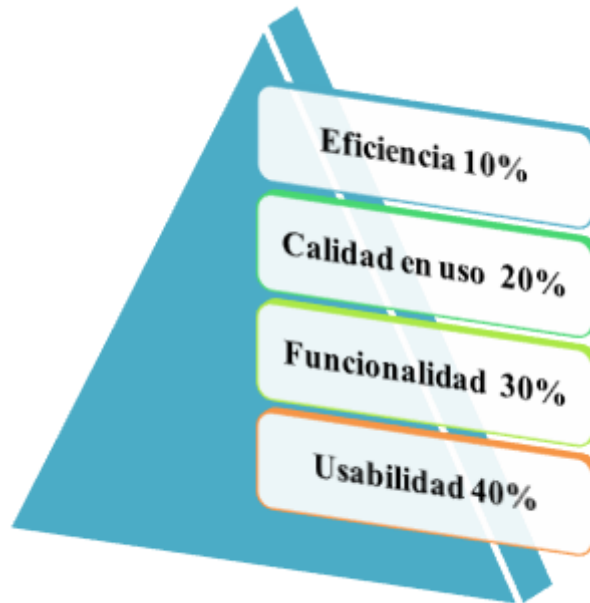 Eficiencia 10%
Calidad en uso 20%
Funcionalidad 30%
Usabilidad 40%